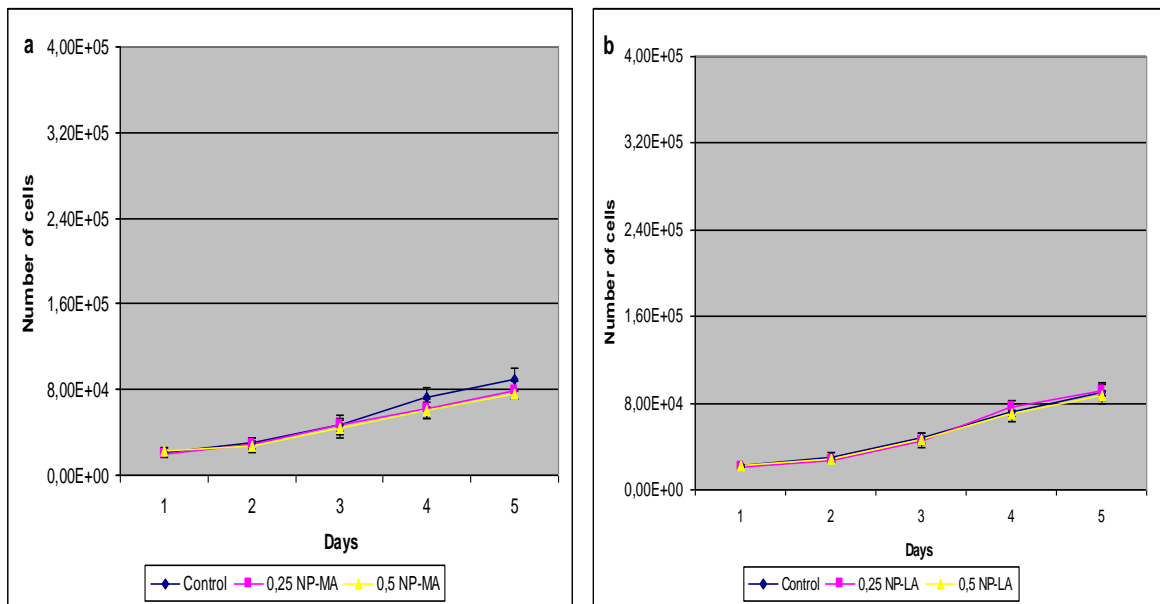 a
4,00E+05
3,20E+05
2,40E+05
1,60E+05
8,00E+04
0,00E+00
Number of cells
1 2 3 4 5
Days
Control 0,25 NP-MA 0,5 NP-MA
b
4,00E+05
3,20E+05
2,40E+05
1,60E+05
8,00E+04
0,00E+00
Number of cells
1 2 3 4 5
Days
Control 0,25 NP-LA 0,5 NP-LA